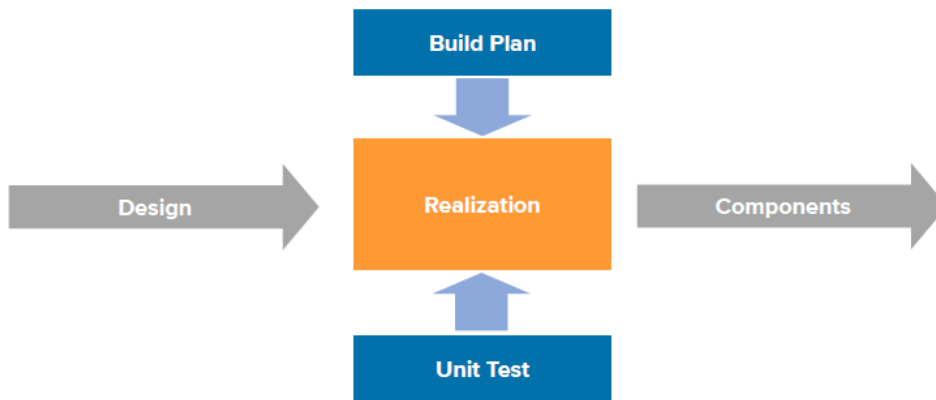 Build Plan
Design
Realization
Components
Unit Test